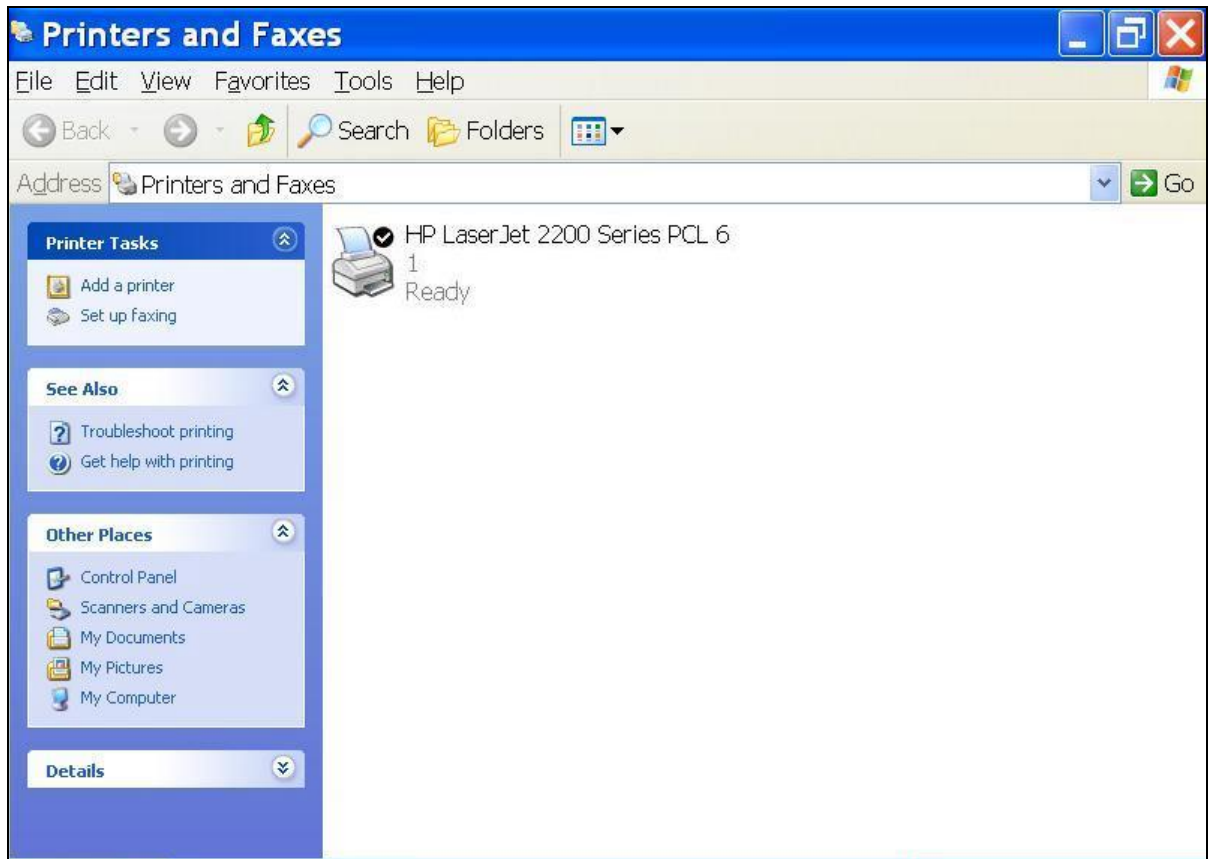 Printers and Faxes
File Edit View Favorites Tools Help
Back Search Folders
Address Printers and Faxes Go
Printer Tasks
Add a printer
Set up faxing
See Also
Troubleshoot printing
Get help with printing
Other Places
Control Panel
Scanners and Cameras
My Documents
My Pictures
My Computer
Details
HP LaserJet 2200 Series PCL 6
1
Ready